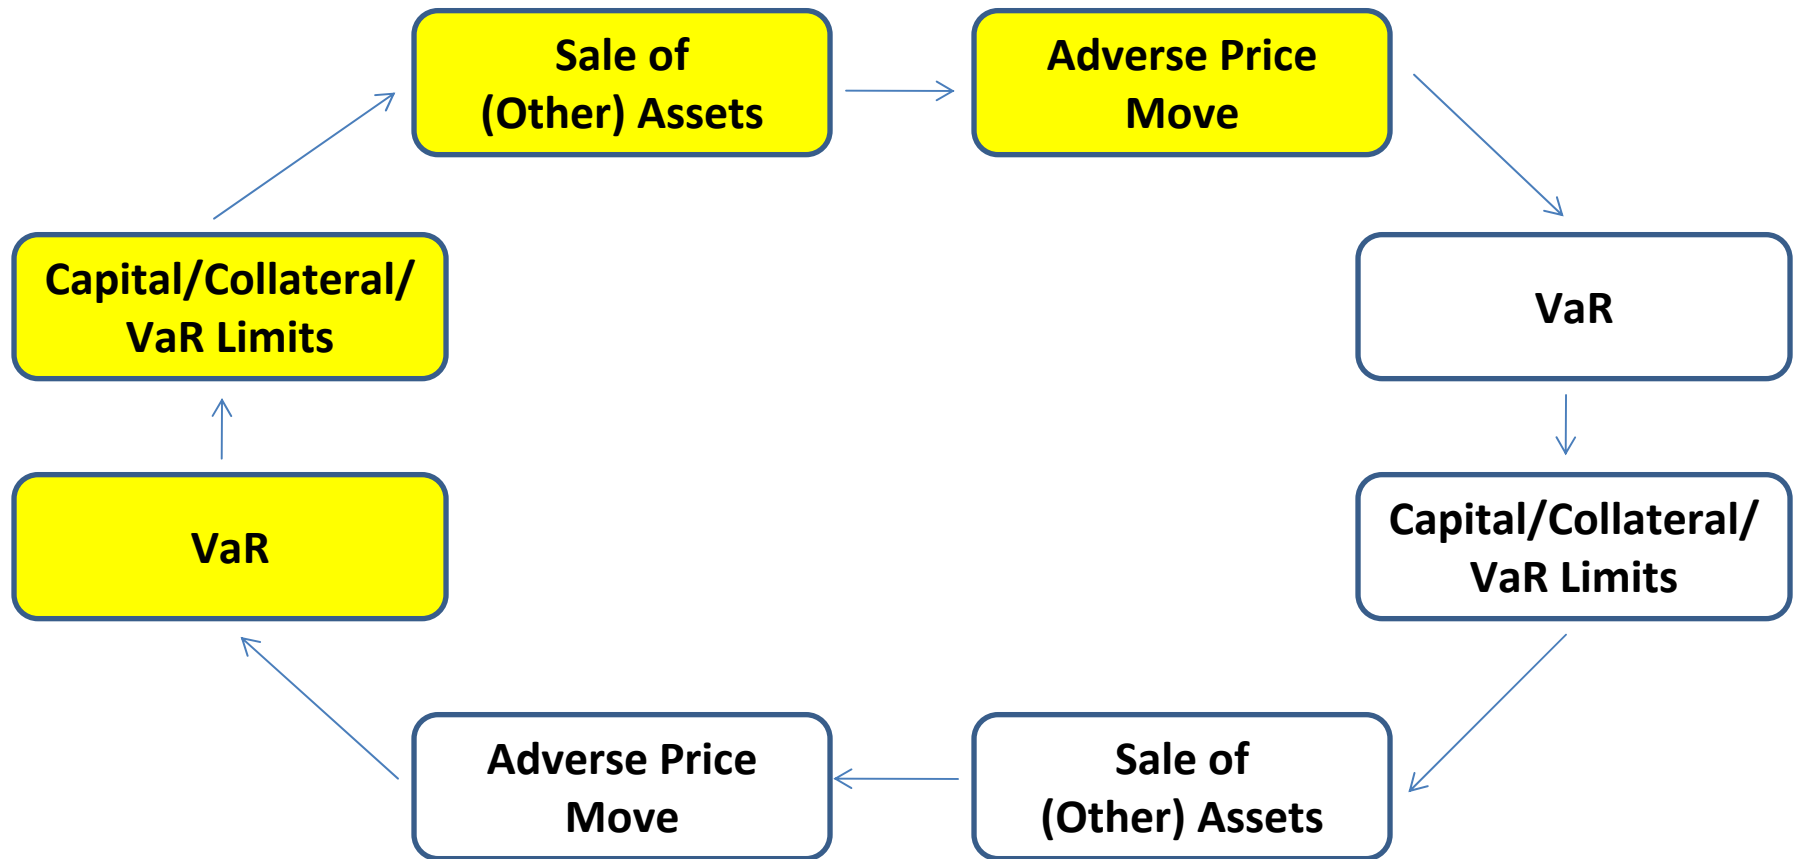 Sale of
(Other) Assets
Adverse Price
Move
Capital/Collateral/
VaR Limits
VaR
VaR
Capital/Collateral/
VaR Limits
Adverse Price
Move
Sale of
(Other) Assets